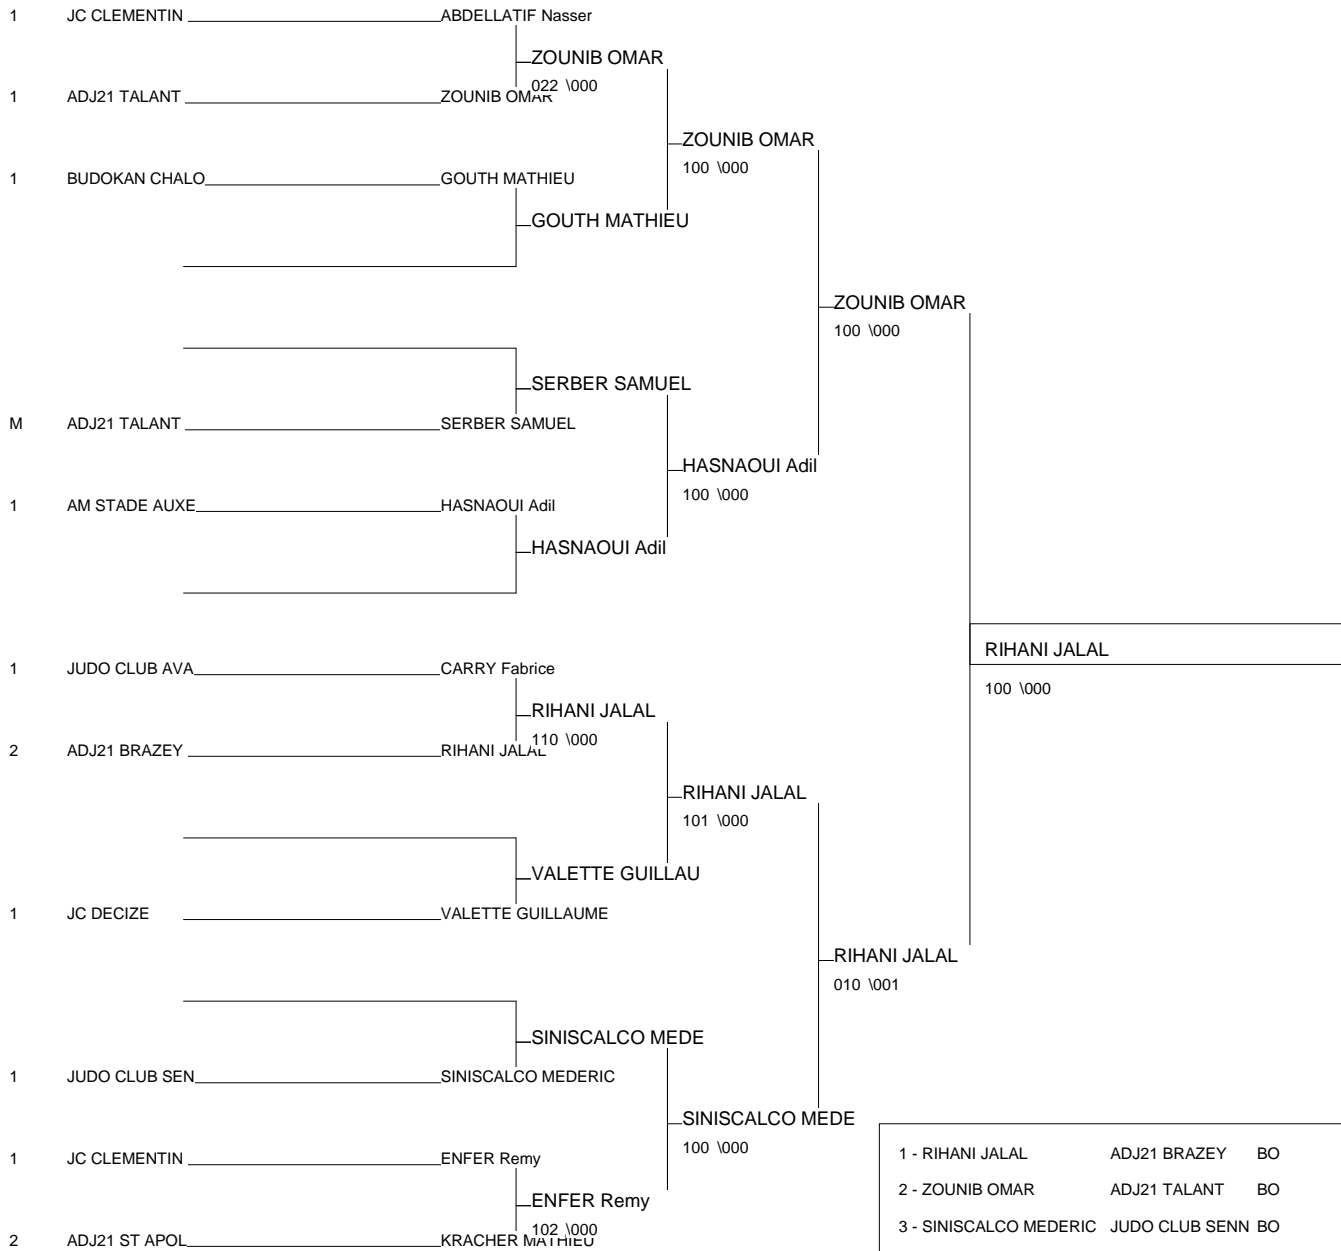 1 JC CLEMENTIN ABDELLATIF Nasser
ZOUNIB OMAR
022 \000
1 ADJ21 TALANT ZOUNIB OMAR
ZOUNIB OMAR
100 \000
1 BUDOKAN CHALO GOUTH MATHIEU
GOUTH MATHIEU
ZOUNIB OMAR
100 \000
SERBER SAMUEL
M ADJ21 TALANT SERBER SAMUEL
HASNAOUI Adil
100 \000
1 AM STADE AUXE HASNAOUI Adil
HASNAOUI Adil
RIHANI JALAL
100 \000
1 JUDO CLUB AVA CARRY Fabrice
RIHANI JALAL
110 \000
2 ADJ21 BRAZEY RIHANI JALAL
RIHANI JALAL
101 \000
VALETTE GUILLAU
1 JC DECIZE VALETTE GUILLAUME
RIHANI JALAL
010 \001
SINISCALCO MEDE
1 JUDO CLUB SEN SINISCALCO MEDERIC
SINISCALCO MEDE
100 \000
1 JC CLEMENTIN ENFER Remy
ENFER Remy
102 \000
2 ADJ21 ST APOL KRACHER MATHIEU
1 - RIHANI JALAL ADJ21 BRAZEY BO
2 - ZOUNIB OMAR ADJ21 TALANT BO
3 - SINISCALCO MEDERIC JUDO CLUB SENN BO